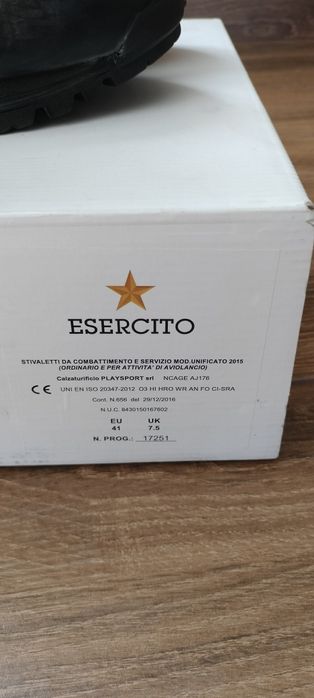 ESERCITO
STIVALETTI DA COMBATTIMENTO E SERVIZIO MOD.UNIFICATO 2015
(ORDINARIO E PER ATTIVITA' DI AVIOLANCIO)
Calzaturificio PLAYSPORT srl NCAGE AJ176
CE UNI EN ISO 20347-2012 O3 HI HRO WR AN FO CI-SRA
Cont. N.656 del 29/12/2016
N.U.C. 8430150167602
EU UK
41 7.5
N. PROG.: 17251